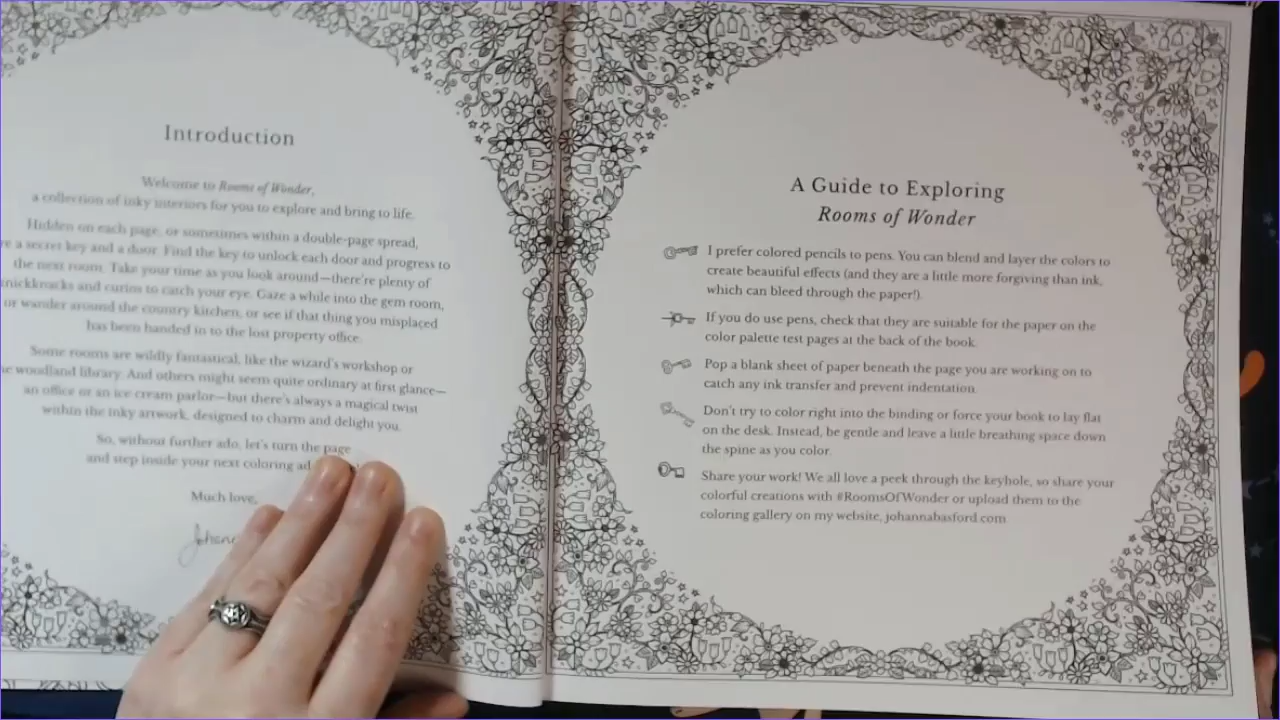 Introduction
Welcome to Rooms of Wonder,
a collection of inky interiors for you to explore and bring to life.
Hidden on each page, or sometimes within a double-page spread,
a secret key and a door. Find the key to unlock each door and progress to
the next room. Take your time as you look around—there're plenty of
knickknacks and curios to catch your eye. Gaze a while into the gem room,
or wander around the country kitchen, or see if that thing you misplaced
has been handed in to the lost property office.
Some rooms are wildly fantastical, like the wizard's workshop or
woodland library. And others might seem quite ordinary at first glance—
an office or an ice cream parlor—but there's always a magical twist
within the inky artwork, designed to charm and delight you.
So, without further ado, let's turn the page
and step inside your next coloring
Much love,
A Guide to Exploring
Rooms of Wonder
I prefer colored pencils to pens. You can blend and layer the colors to
create beautiful effects (and they are a little more forgiving than ink,
which can bleed through the paper!).
If you do use pens, check that they are suitable for the paper on the
color palette test pages at the back of the book.
Pop a blank sheet of paper beneath the page you are working on to
catch any ink transfer and prevent indentation.
Don't try to color right into the binding or force your book to lay flat
on the desk. Instead, be gentle and leave a little breathing space down
the spine as you color.
Share your work! We all love a peek through the keyhole, so share your
colorful creations with #RoomsOfWonder or upload them to the
coloring gallery on my website, johannabasford.com